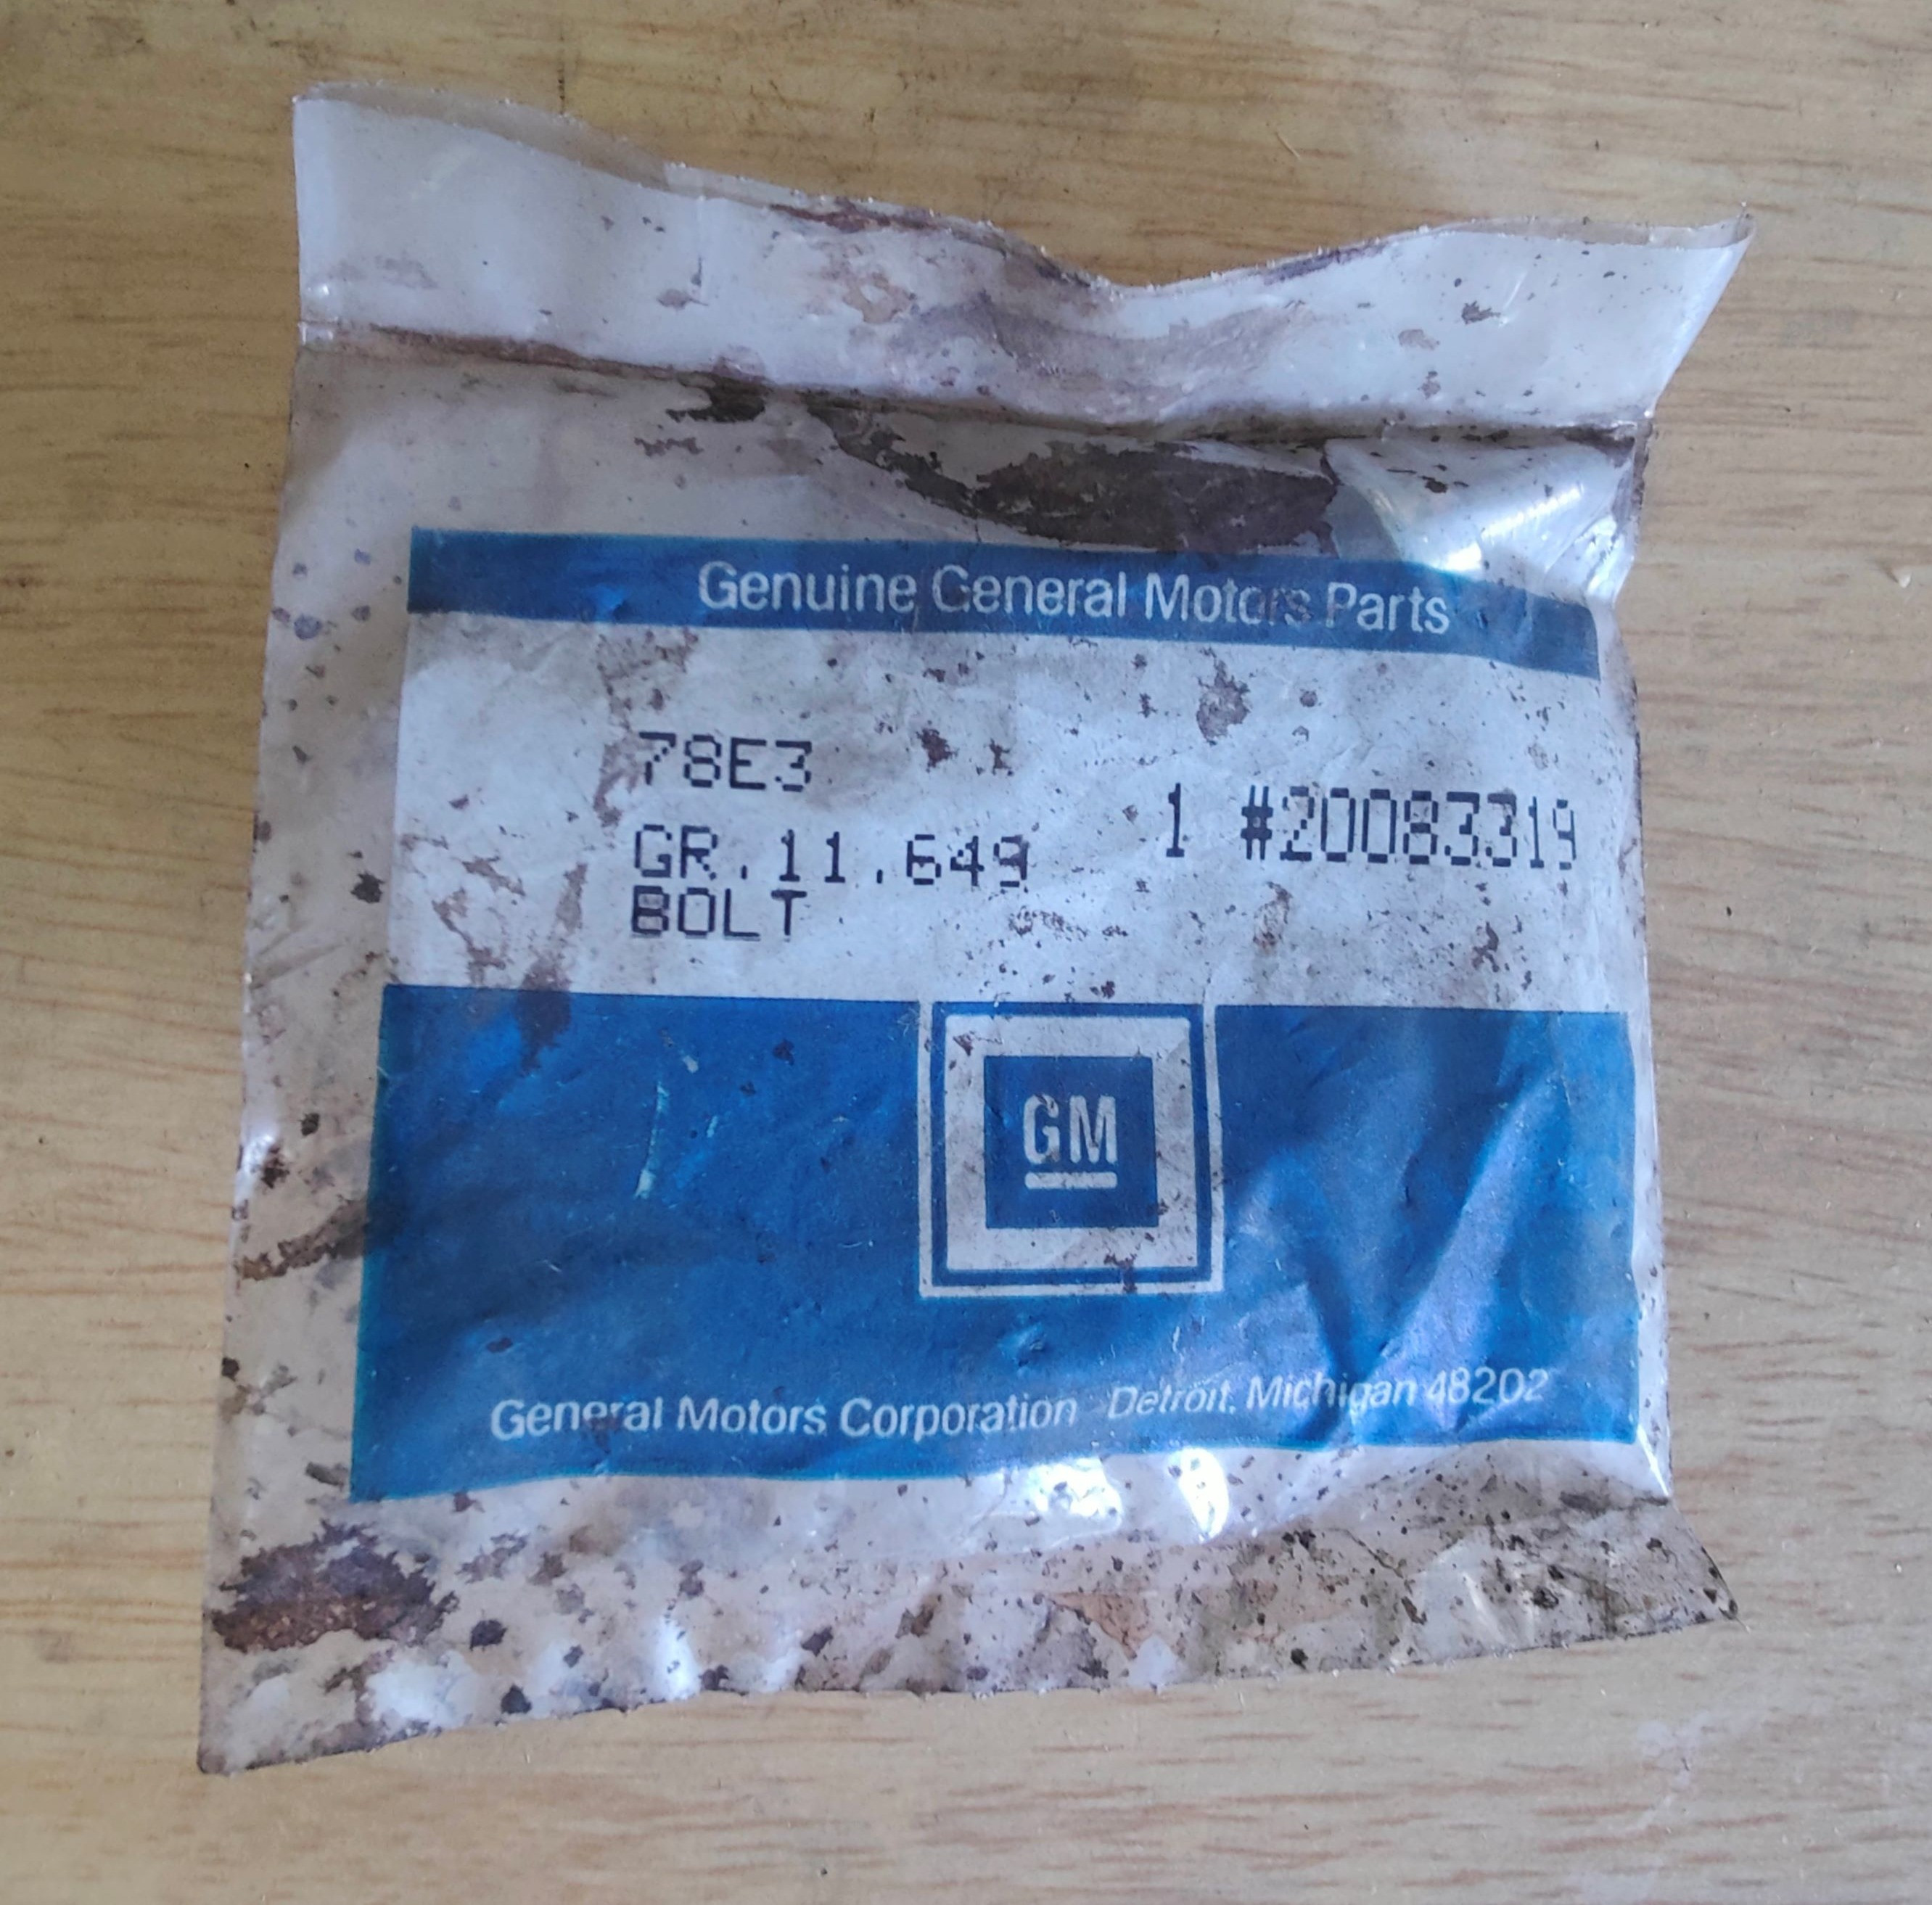 Genuine General Motors Parts
78E3
1 #20083319
GR.11.649
BOLT
GM
General Motors Corporation Detroit, Michigan 48202